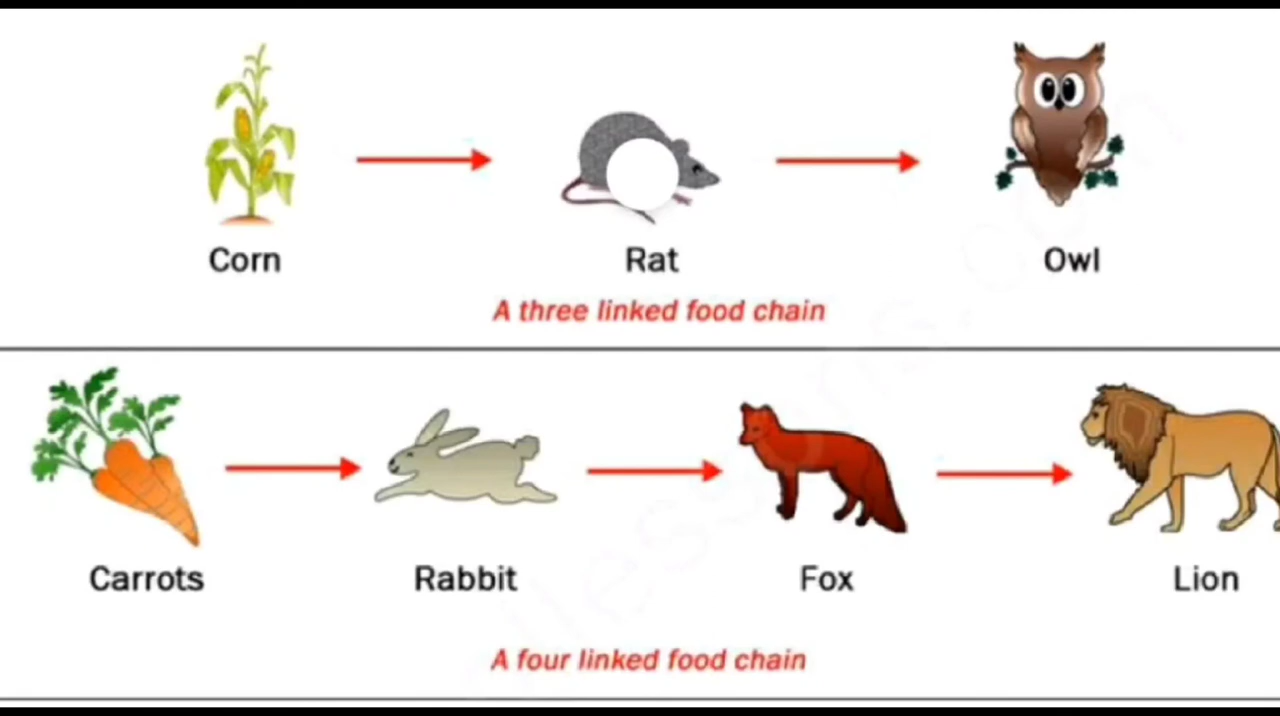 Corn
Rat
Owl
A three linked food chain
Carrots
Rabbit
Fox
Lion
A four linked food chain